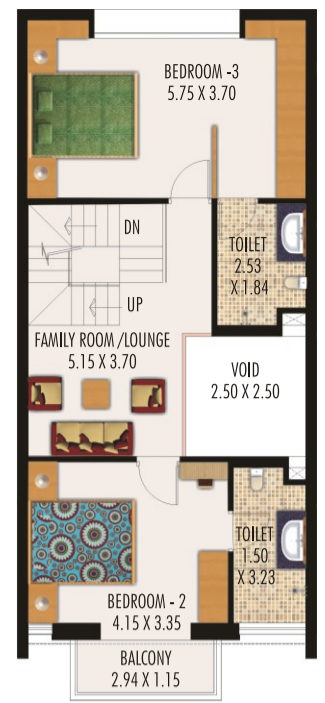 BEDROOM -3
5.75 X 3.70
DN
TOILET
2.53
X 1.84
UP
FAMILY ROOM /LOUNGE
5.15 X 3.70
VOID
2.50 X 2.50
TOILET
1.50
X 3.23
BEDROOM - 2
4.15 X 3.35
BALCONY
2.94 X 1.15